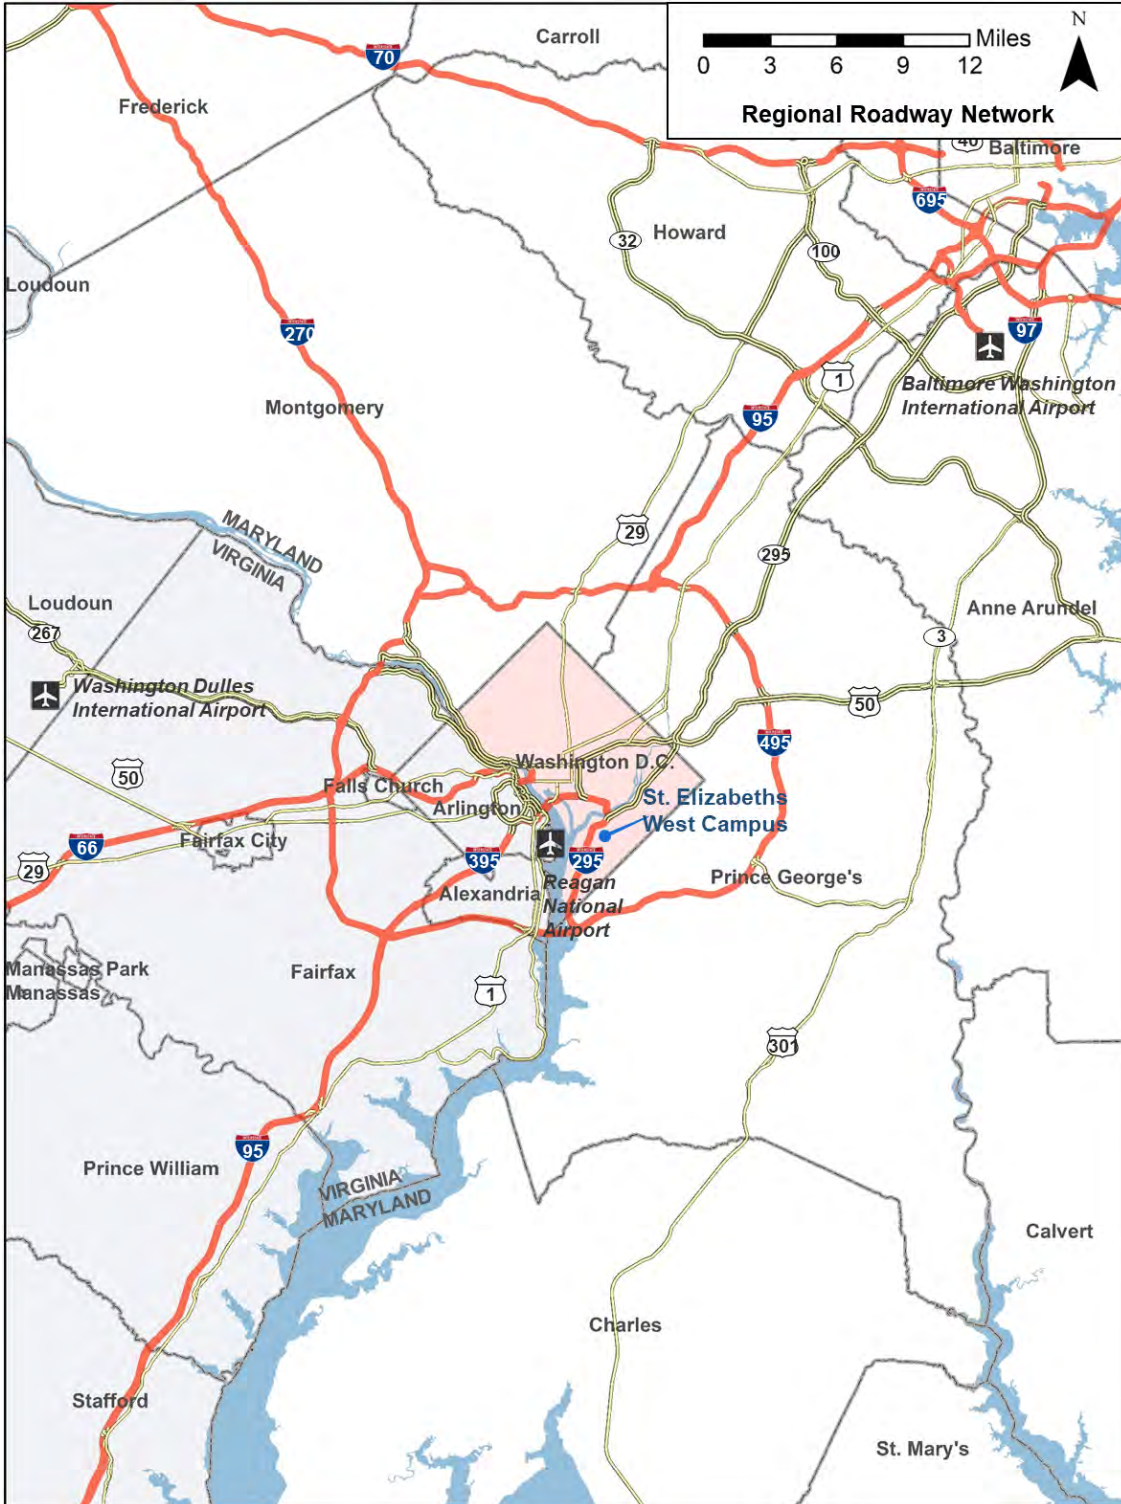 Carroll
N
Miles
0 3 6 9 12
Regional Roadway Network
70
Frederick
40
Baltimore
695
32
Howard
100
Loudoun
270
97
1
Baltimore Washington
International Airport
Montgomery
95
MARYLAND
VIRGINIA
29
295
Loudoun
267
Anne Arundel
3
Washington Dulles
International Airport
50
495
50
Washington D.C.
Falls Church
Arlington
St. Elizabeths
West Campus
66
Fairfax City
29
395
295
Prince George's
Alexandria
Reagan
National
Airport
Manassas Park
Manassas
Fairfax
1
301
95
Prince William
VIRGINIA
MARYLAND
Calvert
Charles
Stafford
St. Mary's